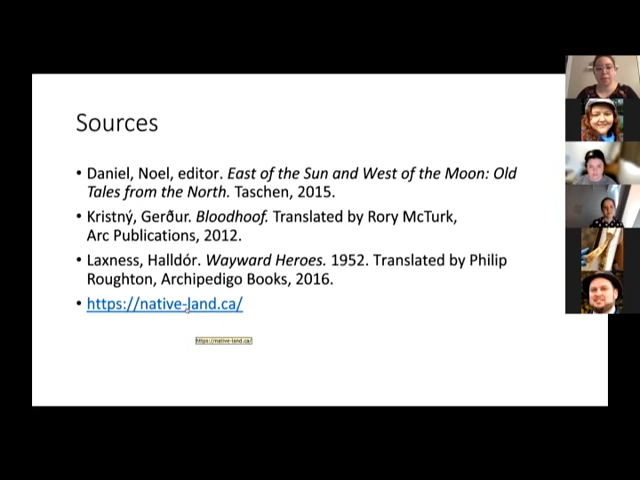 Sources
• Daniel, Noel, editor. East of the Sun and West of the Moon: Old
Tales from the North. Taschen, 2015.
• Kristný, Gerður. Bloodhoof. Translated by Rory McTurk,
Arc Publications, 2012.
• Laxness, Halldór. Wayward Heroes. 1952. Translated by Philip
Roughton, Archipedigo Books, 2016.
• https://native-land.ca/
https://native-land.ca/